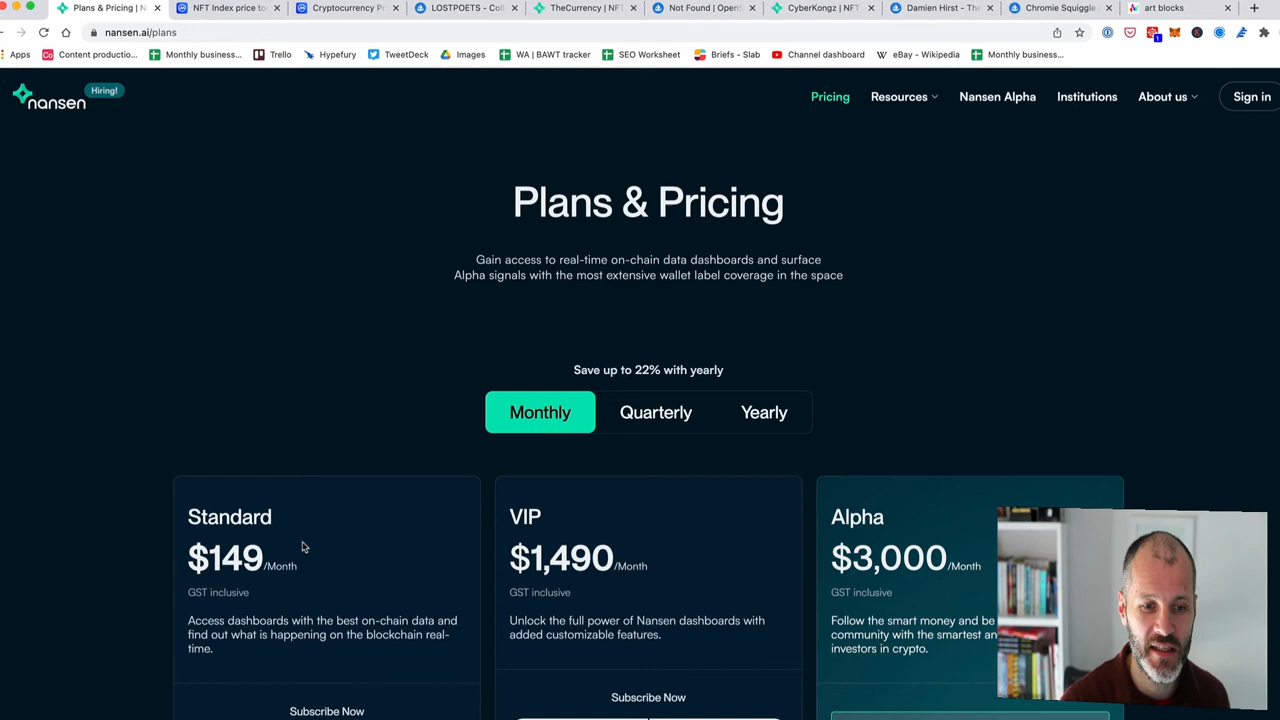 Plans & Pricing | N
NFT Index price to
Cryptocurrency Pri
LOSTPOETS - Coll
TheCurrency | NFT
Not Found | OpenS
CyberKongz | NFT
Damien Hirst - The
Chromie Squiggle
art blocks
nansen.ai/plans
Apps
Content productio...
Monthly business...
Trello
Hypefury
TweetDeck
Images
WA | BAWT tracker
SEO Worksheet
Briefs - Slab
Channel dashboard
eBay - Wikipedia
Monthly business...
nansen
Hiring!
Pricing
Resources
Nansen Alpha
Institutions
About us
Sign in
Plans & Pricing
Gain access to real-time on-chain data dashboards and surface
Alpha signals with the most extensive wallet label coverage in the space
Save up to 22% with yearly
Monthly
Quarterly
Yearly
Standard
$149/Month
GST inclusive
Access dashboards with the best on-chain data and
find out what is happening on the blockchain real-
time.
Subscribe Now
VIP
$1,490/Month
GST inclusive
Unlock the full power of Nansen dashboards with
added customizable features.
Subscribe Now
Alpha
$3,000/Month
GST inclusive
Follow the smart money and be
community with the smartest an
investors in crypto.